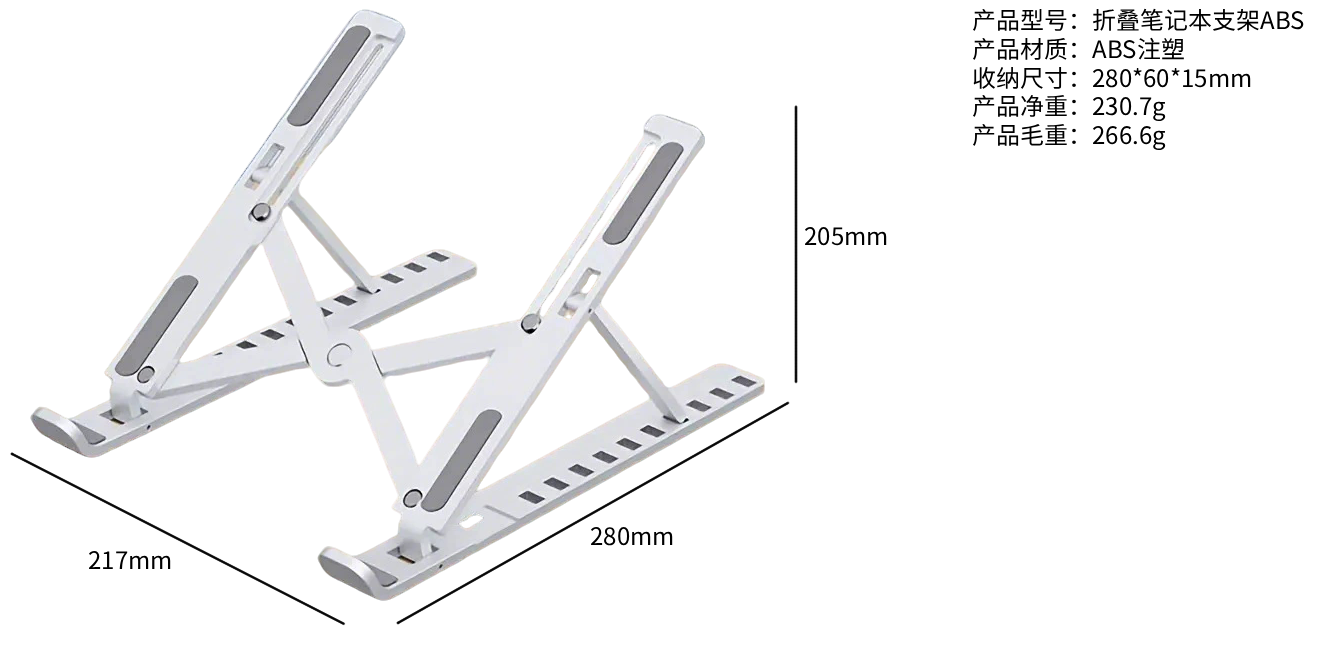 产品型号：折叠笔记本支架ABS
产品材质：ABS注塑
收纳尺寸：280*60*15mm
产品净重：230.7g
产品毛重：266.6g
205mm
280mm
217mm